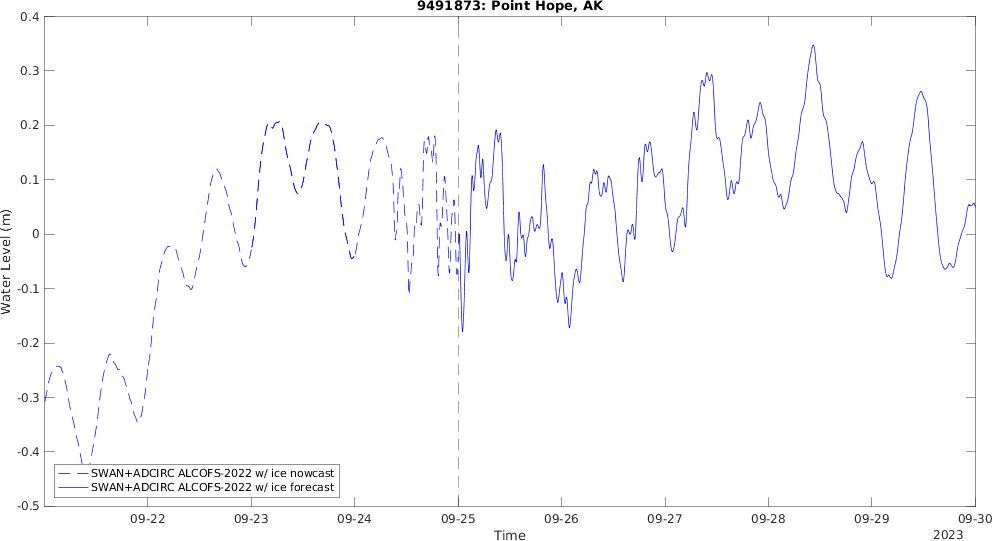 9491873: Point Hope, AK
0.4
0.3
0.2
0.1
0
-0.1
-0.2
-0.3
-0.4
-0.5
Water Level (m)
SWAN+ADCIRC ALCOFS-2022 w/ ice nowcast
SWAN+ADCIRC ALCOFS-2022 w/ ice forecast
09-22 09-23 09-24 09-25 09-26 09-27 09-28 09-29 09-30
Time
2023